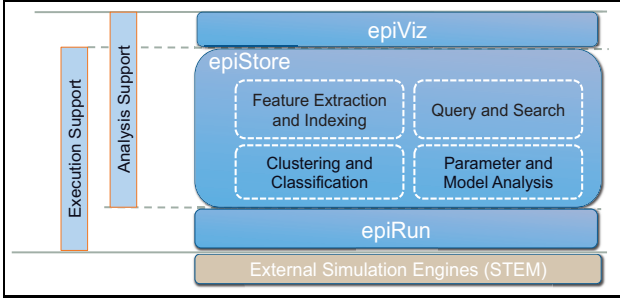 epiViz
epiStore
Feature Extraction
and Indexing
Query and Search
Clustering and
Classification
Parameter and
Model Analysis
epiRun
External Simulation Engines (STEM)
Execution Support
Analysis Support